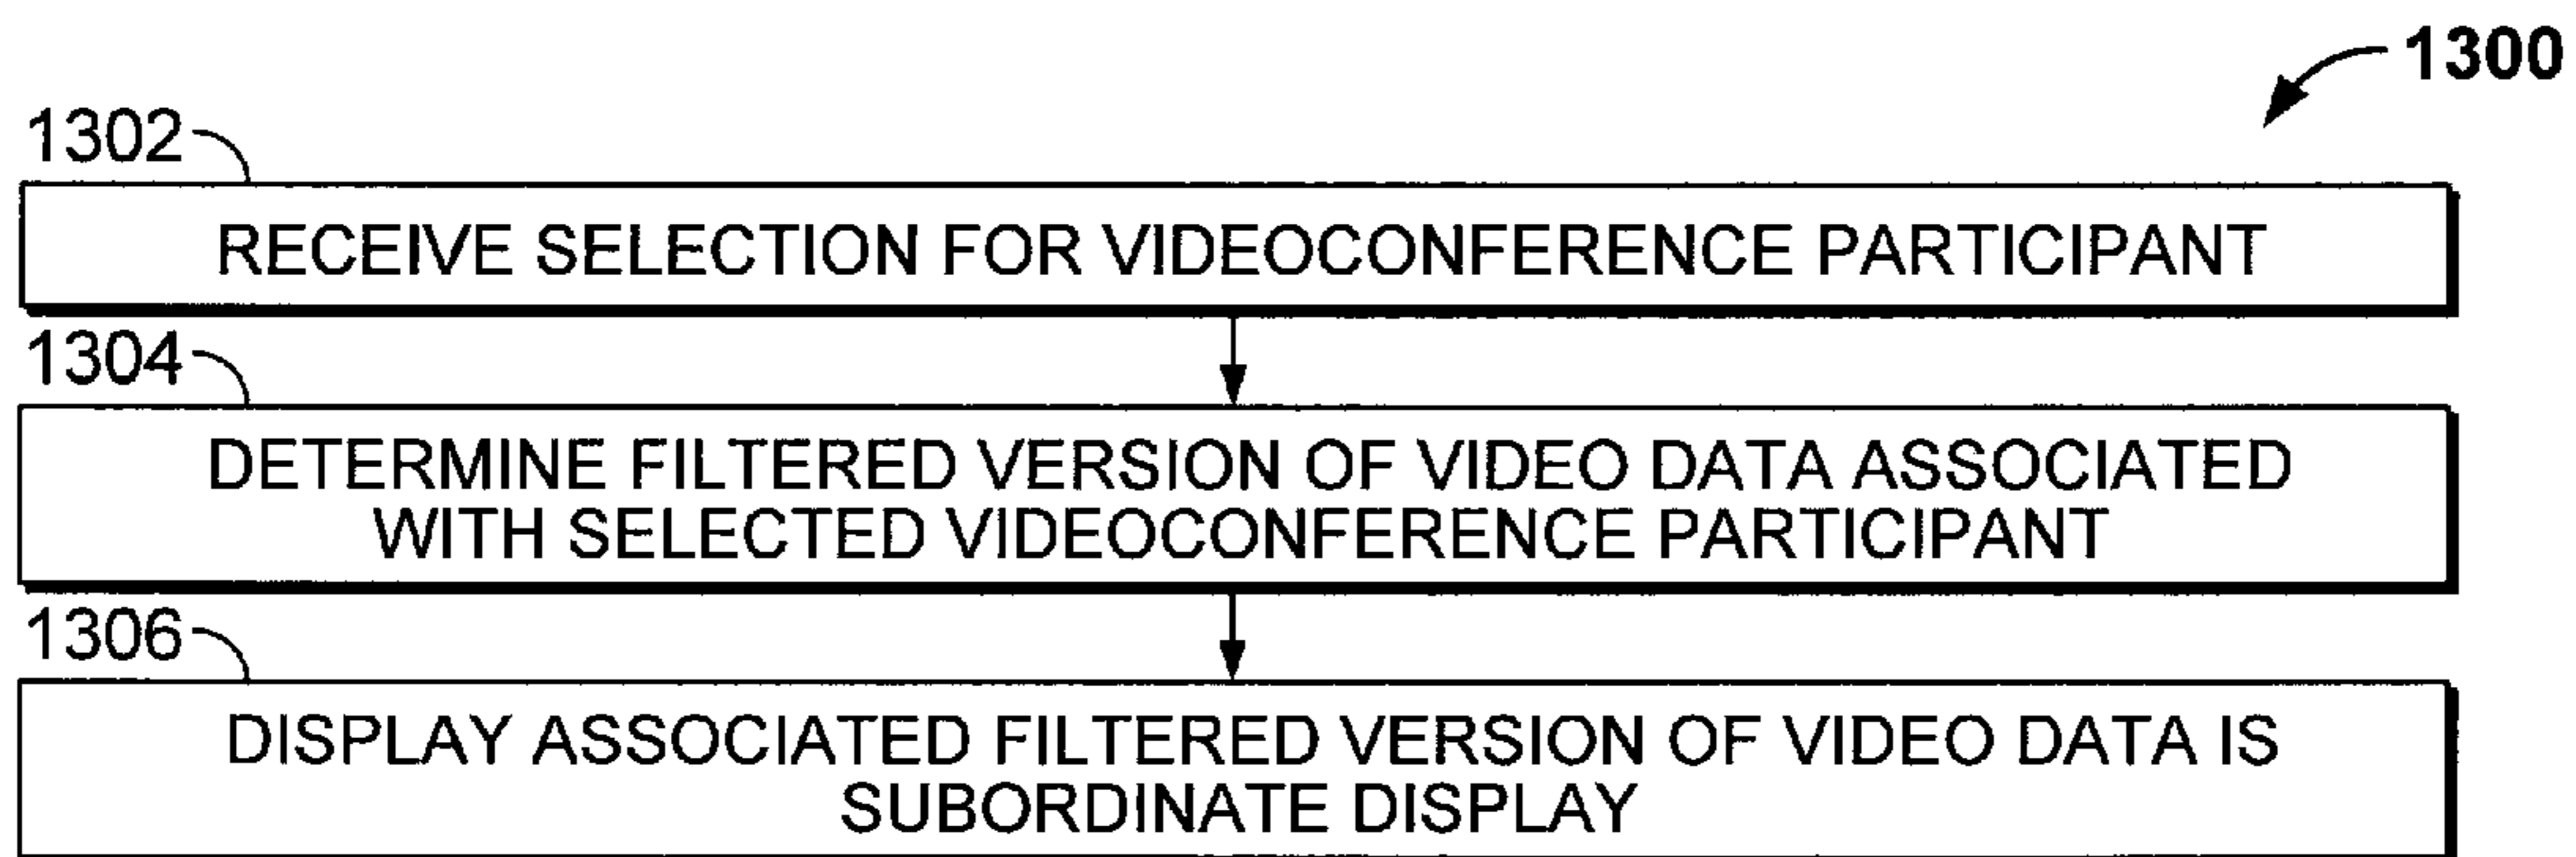 1300
1302
RECEIVE SELECTION FOR VIDEOCONFERENCE PARTICIPANT
1304
DETERMINE FILTERED VERSION OF VIDEO DATA ASSOCIATED
WITH SELECTED VIDEOCONFERENCE PARTICIPANT
1306
DISPLAY ASSOCIATED FILTERED VERSION OF VIDEO DATA IS
SUBORDINATE DISPLAY